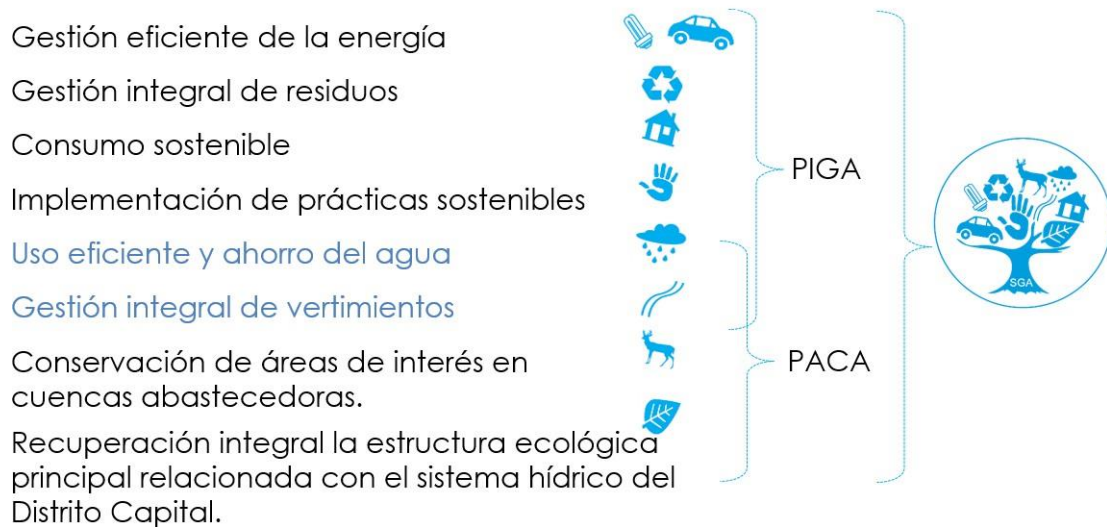 Gestión eficiente de la energía
Gestión integral de residuos
Consumo sostenible
Implementación de prácticas sostenibles
Uso eficiente y ahorro del agua
Gestión integral de vertimientos
Conservación de áreas de interés en
cuencas abastecedoras.
Recuperación integral la estructura ecológica
principal relacionada con el sistema hídrico del
Distrito Capital.
PIGA
PACA
SGA